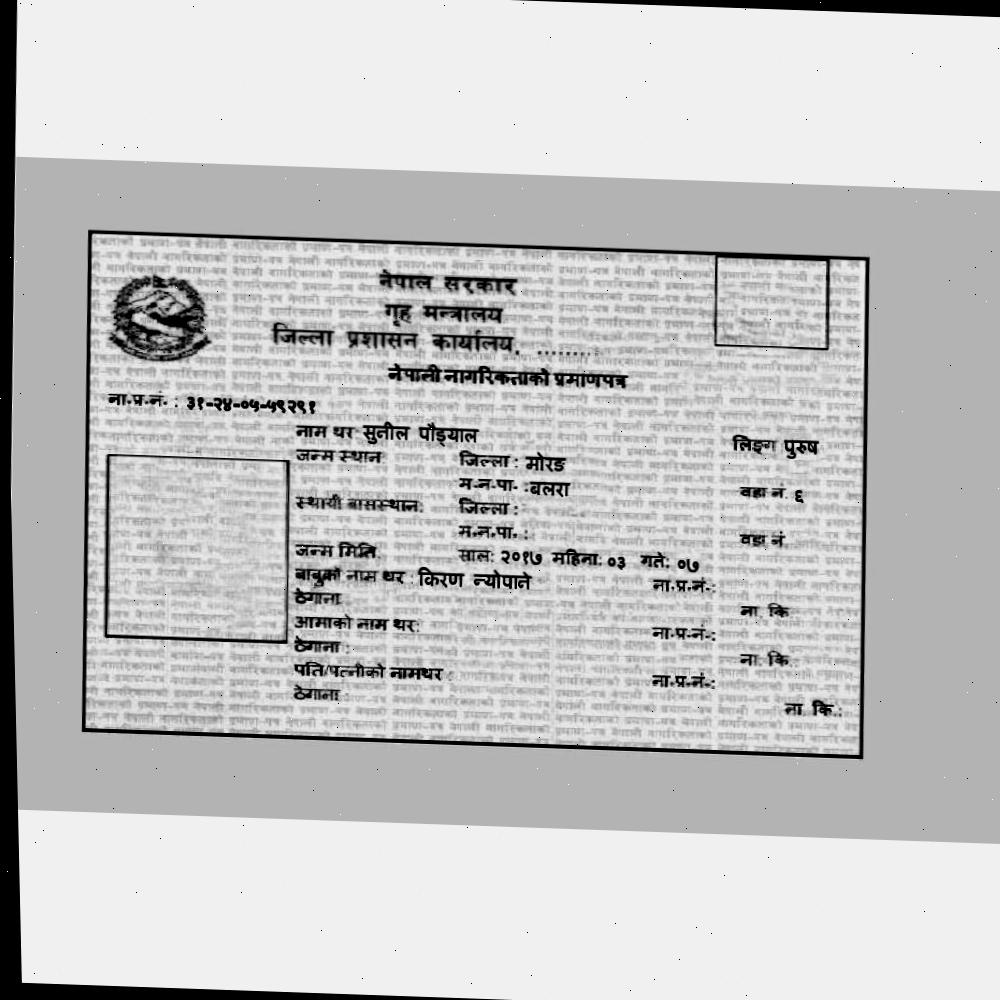 नेपाल सरकार
गृह मन्त्रालय
जिल्ला प्रशासन कार्यालय, .........
नेपाली नागरिकताको प्रमाणपत्र
ना.प्र.नं. : ३१-२४-०५-५९२९१
नाम थर सुनील पौड्याल लिङ्ग पुरुष
जन्म स्थान जिल्ला : मोरङ
म.न.पा. : बलरा वडा नं. ६
स्थायी बासस्थान: जिल्ला :
म.न.पा. : वडा नं
जन्म मिति साल: २०१७ महिना: ०३ गते: ०७
बाबुको नाम थर : किरण न्योपाने ना.प्र.नं.:
ठेगाना ना. कि
आमाको नाम थर: ना.प्र.नं.:
ठेगाना : ना. कि.
पति/पत्नीको नामथर : ना.प्र.नं.:
ठेगाना ना. कि.: